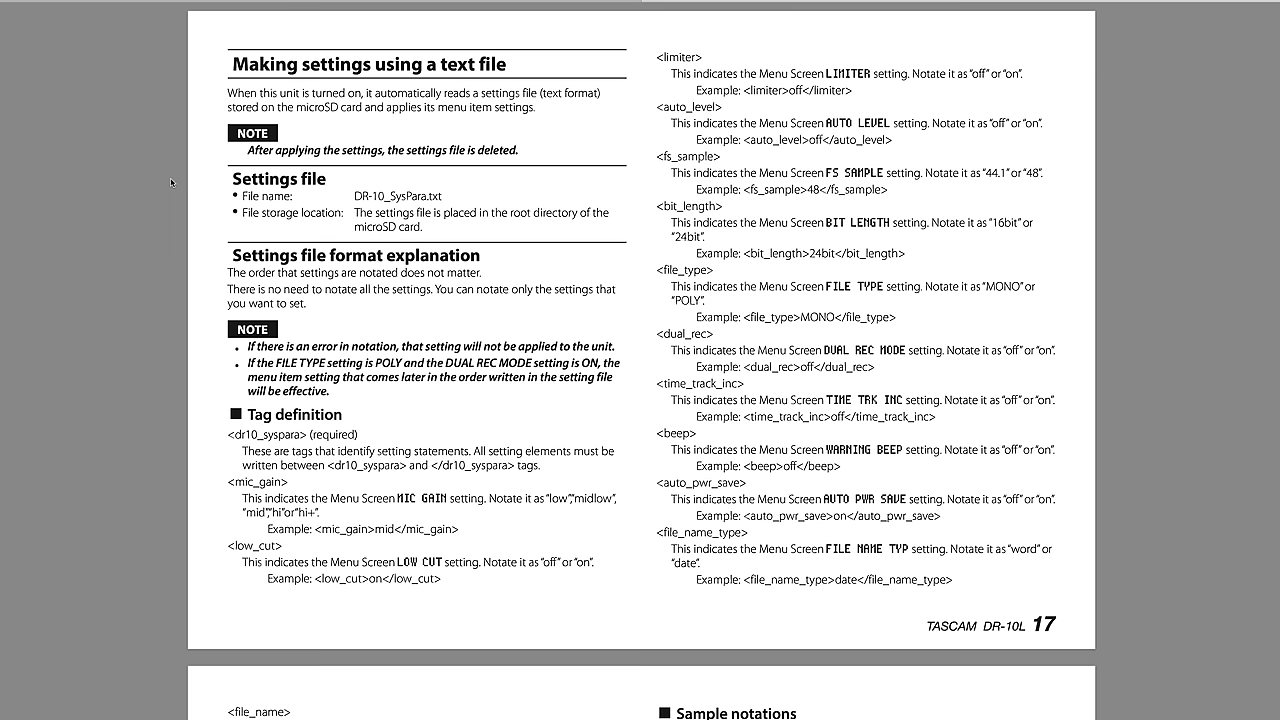 Making settings using a text file
When this unit is turned on, it automatically reads a settings file (text format)
stored on the microSD card and applies its menu item settings.
NOTE
After applying the settings, the settings file is deleted.
Settings file
• File name: DR-10_SysPara.txt
• File storage location: The settings file is placed in the root directory of the
microSD card.
Settings file format explanation
The order that settings are notated does not matter.
There is no need to notate all the settings. You can notate only the settings that
you want to set.
NOTE
• If there is an error in notation, that setting will not be applied to the unit.
• If the FILE TYPE setting is POLY and the DUAL REC MODE setting is ON, the
menu item setting that comes later in the order written in the setting file
will be effective.
■ Tag definition
<dr10_syspara> (required)
These are tags that identify setting statements. All setting elements must be
written between <dr10_syspara> and </dr10_syspara> tags.
<mic_gain>
This indicates the Menu Screen MIC GAIN setting. Notate it as “low”,“midlow”,
“mid”,“hi”or“hi+”.
Example: <mic_gain>mid</mic_gain>
<low_cut>
This indicates the Menu Screen LOW CUT setting. Notate it as “off” or “on”.
Example: <low_cut>on</low_cut>
<limiter>
This indicates the Menu Screen LIMITER setting. Notate it as “off” or “on”.
Example: <limiter>off</limiter>
<auto_level>
This indicates the Menu Screen AUTO LEVEL setting. Notate it as “off” or “on”.
Example: <auto_level>off</auto_level>
<fs_sample>
This indicates the Menu Screen FS SAMPLE setting. Notate it as “44.1” or “48”.
Example: <fs_sample>48</fs_sample>
<bit_length>
This indicates the Menu Screen BIT LENGTH setting. Notate it as “16bit” or
“24bit”.
Example: <bit_length>24bit</bit_length>
<file_type>
This indicates the Menu Screen FILE TYPE setting. Notate it as “MONO” or
“POLY”.
Example: <file_type>MONO</file_type>
<dual_rec>
This indicates the Menu Screen DUAL REC MODE setting. Notate it as “off” or “on”.
Example: <dual_rec>off</dual_rec>
<time_track_inc>
This indicates the Menu Screen TIME TRK INC setting. Notate it as “off” or “on”.
Example: <time_track_inc>off</time_track_inc>
<beep>
This indicates the Menu Screen WARNING BEEP setting. Notate it as “off” or “on”.
Example: <beep>off</beep>
<auto_pwr_save>
This indicates the Menu Screen AUTO PWR SAVE setting. Notate it as “off” or “on”.
Example: <auto_pwr_save>on</auto_pwr_save>
<file_name_type>
This indicates the Menu Screen FILE NAME TYP setting. Notate it as “word” or
“date”.
Example: <file_name_type>date</file_name_type>
TASCAM DR-10L 17
<file_name>
■ Sample notations